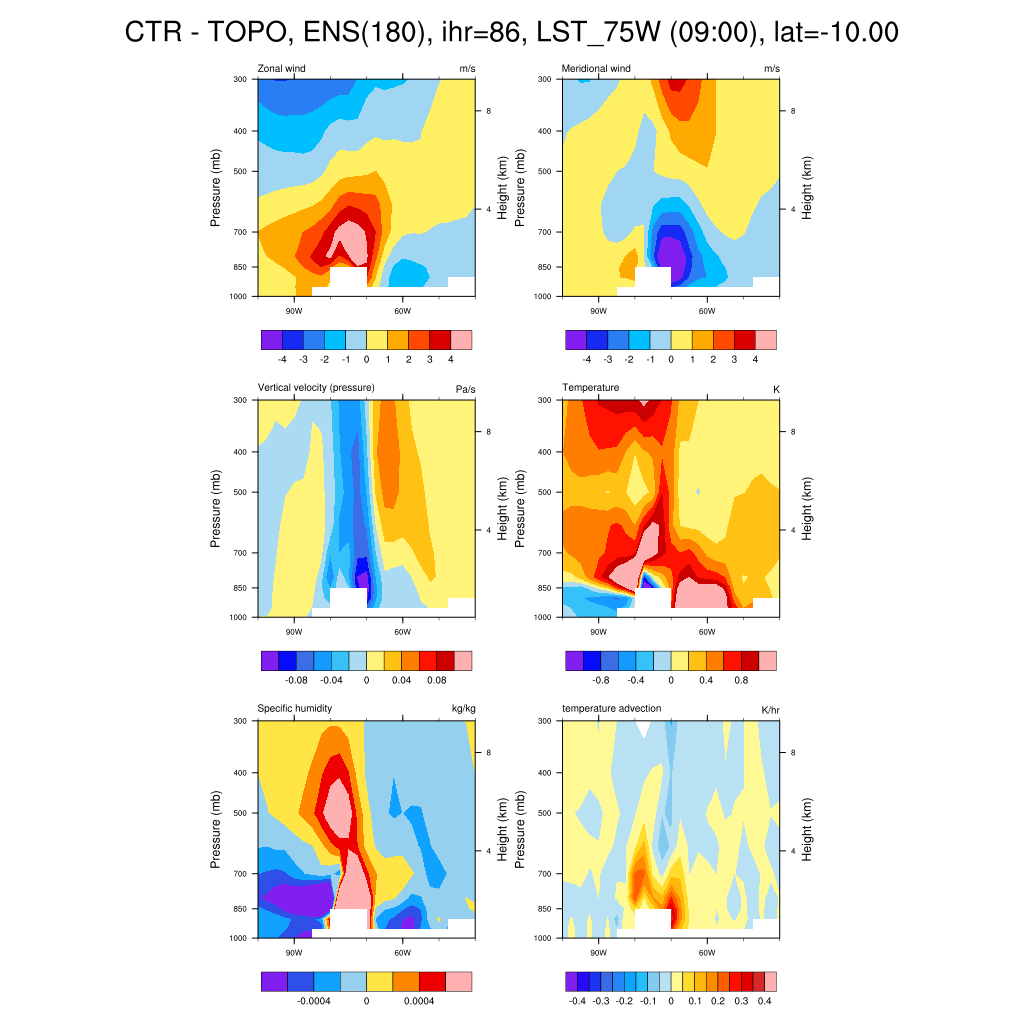 CTR - TOPO, ENS(180), ihr=86, LST_75W (09:00), lat=-10.00
Zonal wind m/s
Pressure (mb)
300
400
500
700
850
1000
Height (km)
8
4
90W 60W
-4 -3 -2 -1 0 1 2 3 4
Meridional wind m/s
Pressure (mb)
300
400
500
700
850
1000
Height (km)
8
4
90W 60W
-4 -3 -2 -1 0 1 2 3 4
Vertical velocity (pressure) Pa/s
Pressure (mb)
300
400
500
700
850
1000
Height (km)
8
4
90W 60W
-0.08 -0.04 0 0.04 0.08
Temperature K
Pressure (mb)
300
400
500
700
850
1000
Height (km)
8
4
90W 60W
-0.8 -0.4 0 0.4 0.8
Specific humidity kg/kg
Pressure (mb)
300
400
500
700
850
1000
Height (km)
8
4
90W 60W
-0.0004 0 0.0004
temperature advection K/hr
Pressure (mb)
300
400
500
700
850
1000
Height (km)
8
4
90W 60W
-0.4 -0.3 -0.2 -0.1 0 0.1 0.2 0.3 0.4